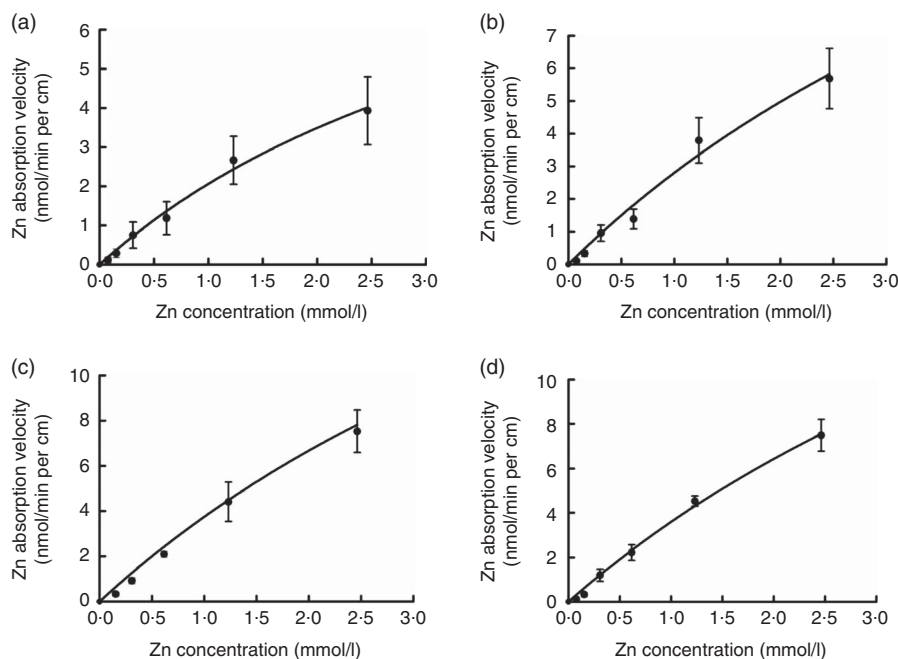 (a)
Zn absorption velocity
(nmol/min per cm)
6
5
4
3
2
1
0
0·0 0·5 1·0 1·5 2·0 2·5 3·0
Zn concentration (mmol/l)
(b)
Zn absorption velocity
(nmol/min per cm)
7
6
5
4
3
2
1
0
0·0 0·5 1·0 1·5 2·0 2·5 3·0
Zn concentration (mmol/l)
(c)
Zn absorption velocity
(nmol/min per cm)
10
8
6
4
2
0
0·0 0·5 1·0 1·5 2·0 2·5 3·0
Zn concentration (mmol/l)
(d)
Zn absorption velocity
(nmol/min per cm)
10
8
6
4
2
0
0·0 0·5 1·0 1·5 2·0 2·5 3·0
Zn concentration (mmol/l)